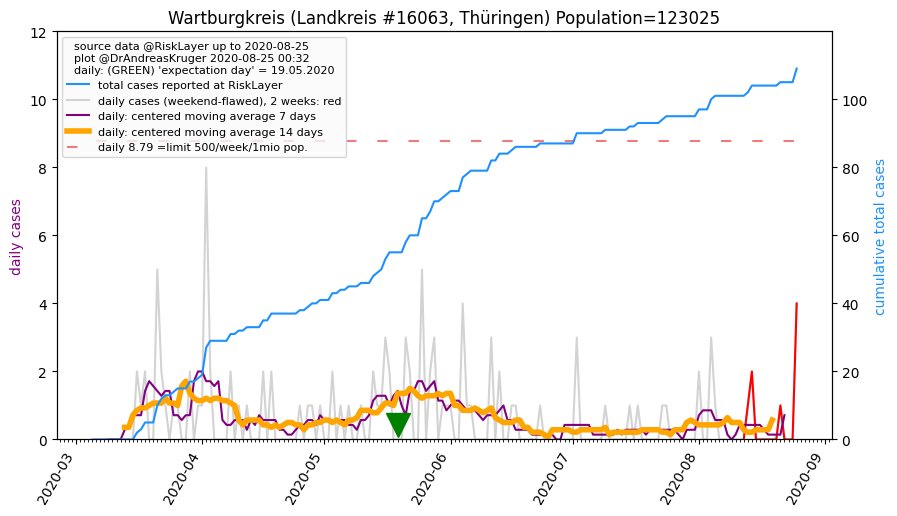 Wartburgkreis (Landkreis #16063, Thüringen) Population=123025
source data @RiskLayer up to 2020-08-25
plot @DrAndreasKruger 2020-08-25 00:32
daily: (GREEN) 'expectation day' = 19.05.2020
total cases reported at RiskLayer
daily cases (weekend-flawed), 2 weeks: red
daily: centered moving average 7 days
daily: centered moving average 14 days
daily 8.79 =limit 500/week/1mio pop.
daily cases
12
10
8
6
4
2
0
cumulative total cases
100
80
60
40
20
0
2020-03
2020-04
2020-05
2020-06
2020-07
2020-08
2020-09